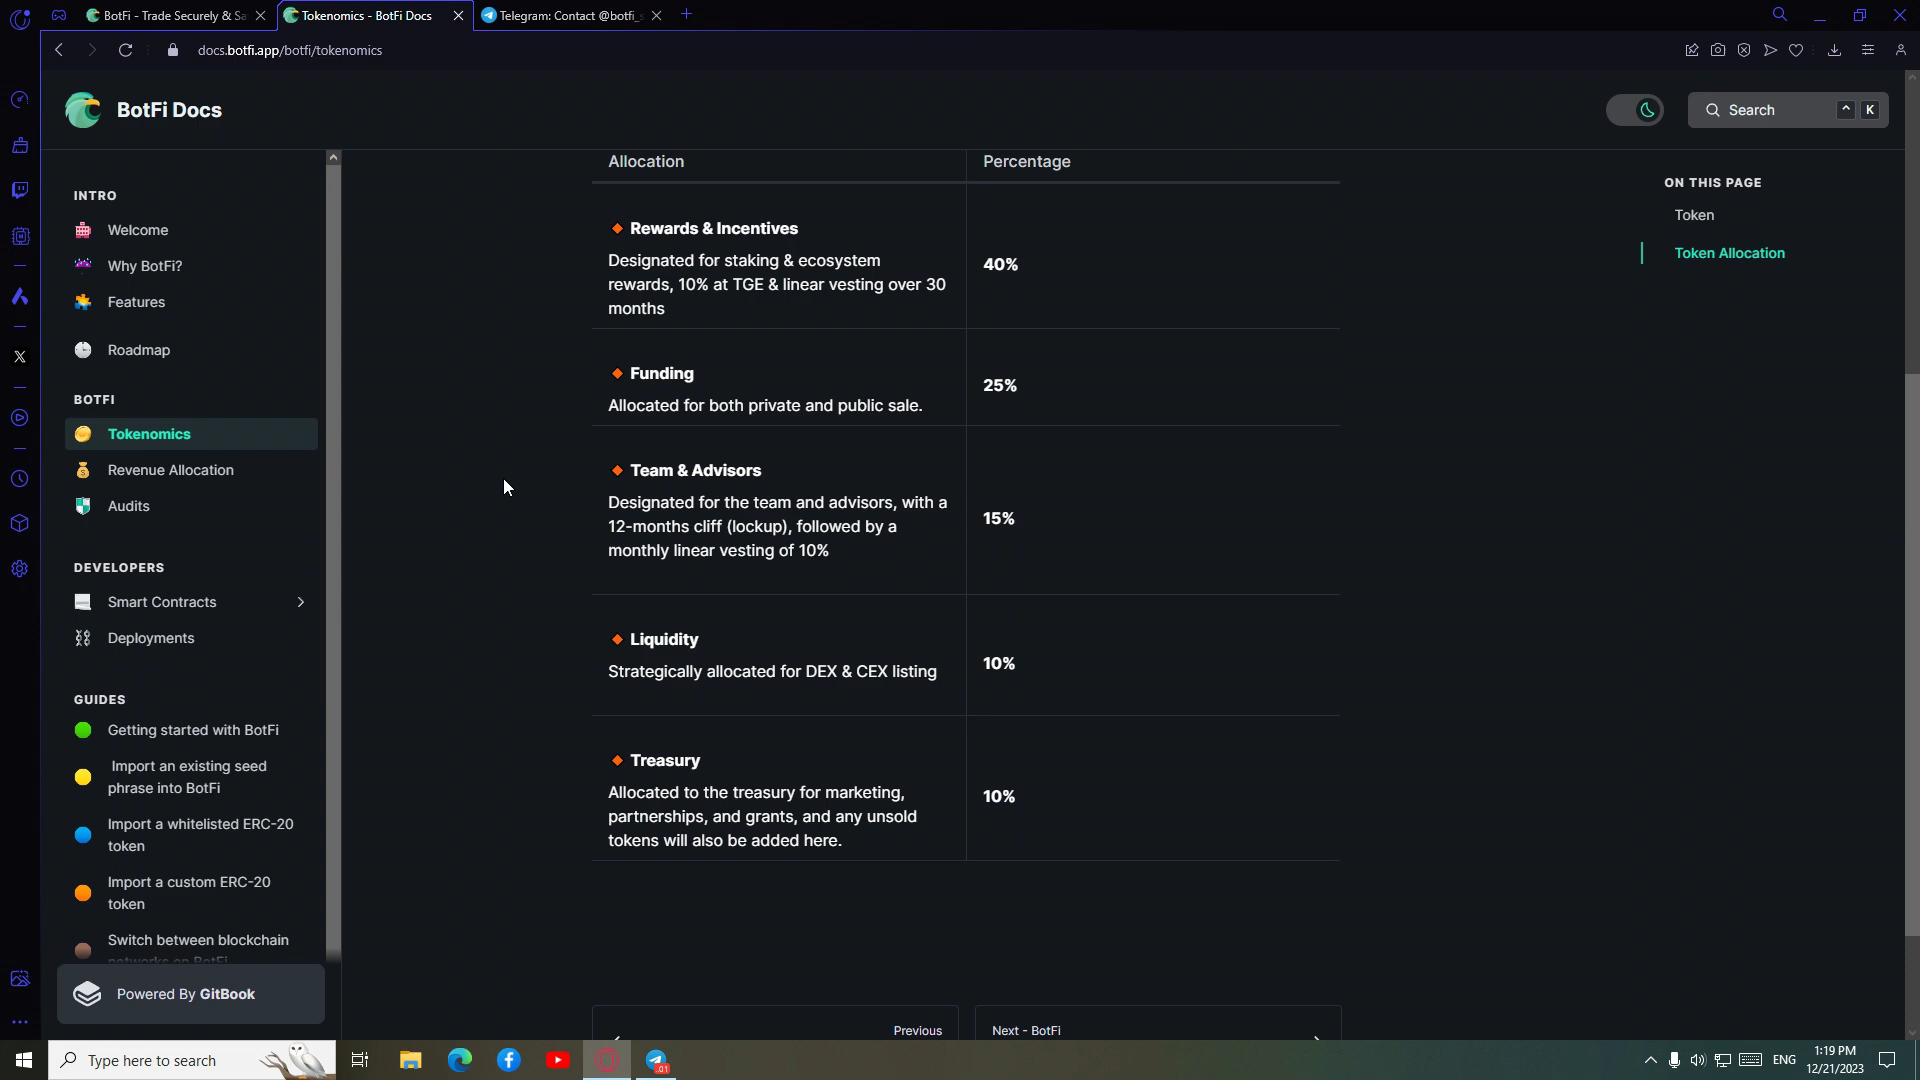 BotFi - Trade Securely & Sa
Tokenomics - BotFi Docs
Telegram: Contact @botfi_s
docs.botfi.app/botfi/tokenomics
BotFi Docs
Search
^ K
INTRO
Welcome
Why BotFi?
Features
Roadmap
BOTFI
Tokenomics
Revenue Allocation
Audits
DEVELOPERS
Smart Contracts
Deployments
GUIDES
Getting started with BotFi
Import an existing seed
phrase into BotFi
Import a whitelisted ERC-20
token
Import a custom ERC-20
token
Switch between blockchain
networks on BotFi
Powered By GitBook
Allocation Percentage
Rewards & Incentives
Designated for staking & ecosystem
rewards, 10% at TGE & linear vesting over 30
months
40%
Funding
Allocated for both private and public sale.
25%
Team & Advisors
Designated for the team and advisors, with a
12-months cliff (lockup), followed by a
monthly linear vesting of 10%
15%
Liquidity
Strategically allocated for DEX & CEX listing
10%
Treasury
Allocated to the treasury for marketing,
partnerships, and grants, and any unsold
tokens will also be added here.
10%
Previous
Next - BotFi
ON THIS PAGE
Token
Token Allocation
Type here to search
ENG
1:19 PM
12/21/2023